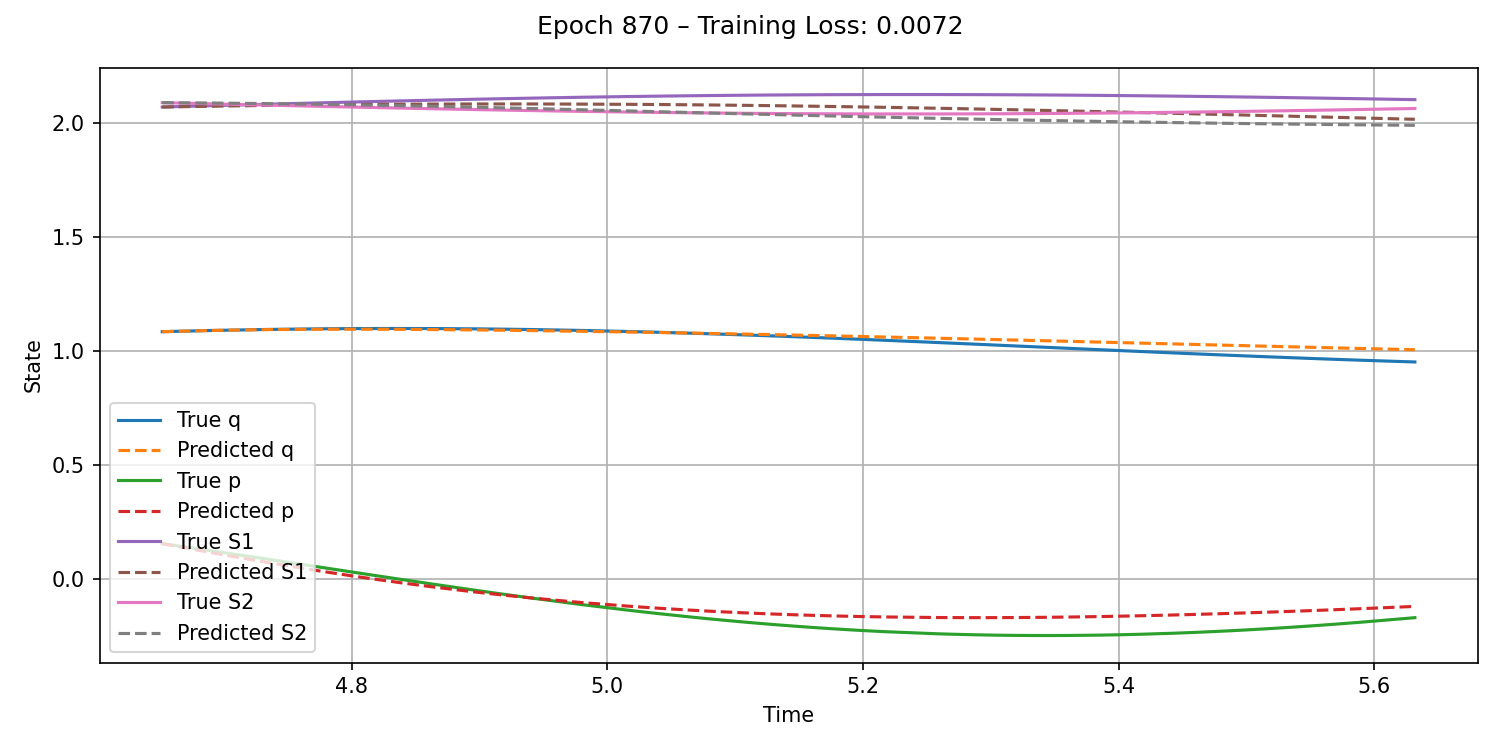 Epoch 870 – Training Loss: 0.0072
State
2.0
1.5
1.0
0.5
0.0
True q
Predicted q
True p
Predicted p
True S1
Predicted S1
True S2
Predicted S2
4.8 5.0 5.2 5.4 5.6
Time